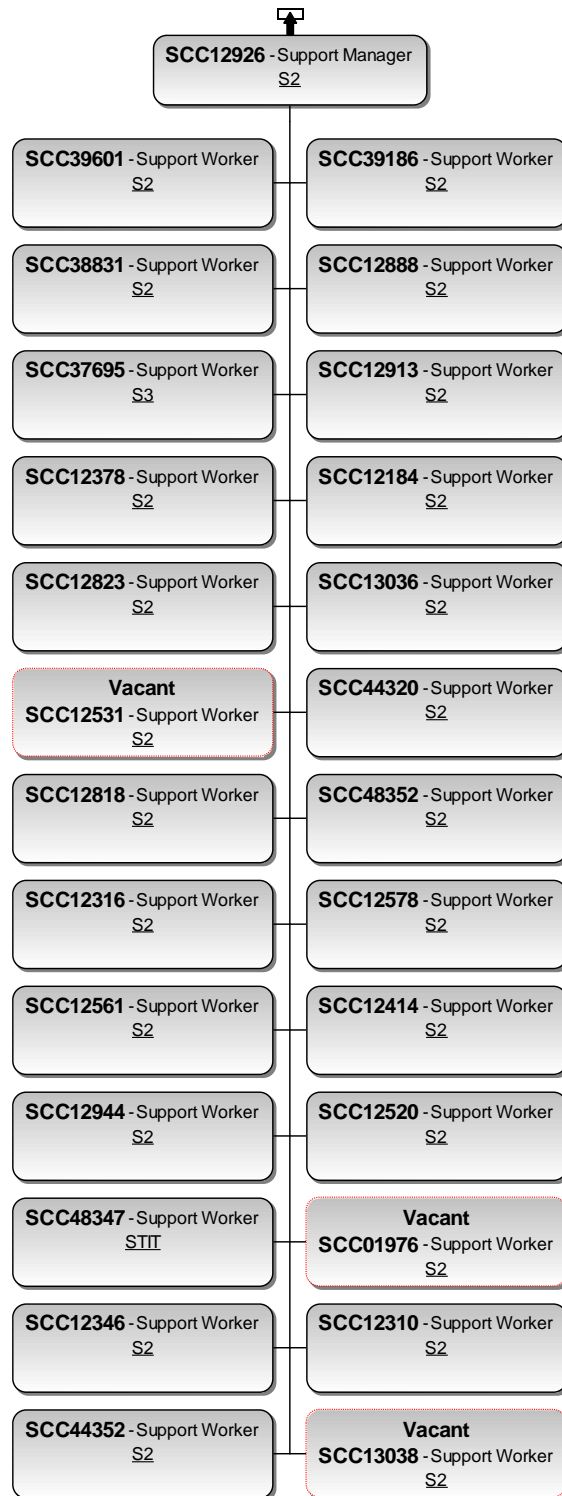 SCC12926 - Support Manager
S2
SCC39601 - Support Worker
S2
SCC39186 - Support Worker
S2
SCC38831 - Support Worker
S2
SCC12888 - Support Worker
S2
SCC37695 - Support Worker
S3
SCC12913 - Support Worker
S2
SCC12378 - Support Worker
S2
SCC12184 - Support Worker
S2
SCC12823 - Support Worker
S2
SCC13036 - Support Worker
S2
Vacant
SCC12531 - Support Worker
S2
SCC44320 - Support Worker
S2
SCC12818 - Support Worker
S2
SCC48352 - Support Worker
S2
SCC12316 - Support Worker
S2
SCC12578 - Support Worker
S2
SCC12561 - Support Worker
S2
SCC12414 - Support Worker
S2
SCC12944 - Support Worker
S2
SCC12520 - Support Worker
S2
SCC48347 - Support Worker
STIT
Vacant
SCC01976 - Support Worker
S2
SCC12346 - Support Worker
S2
SCC12310 - Support Worker
S2
SCC44352 - Support Worker
S2
Vacant
SCC13038 - Support Worker
S2